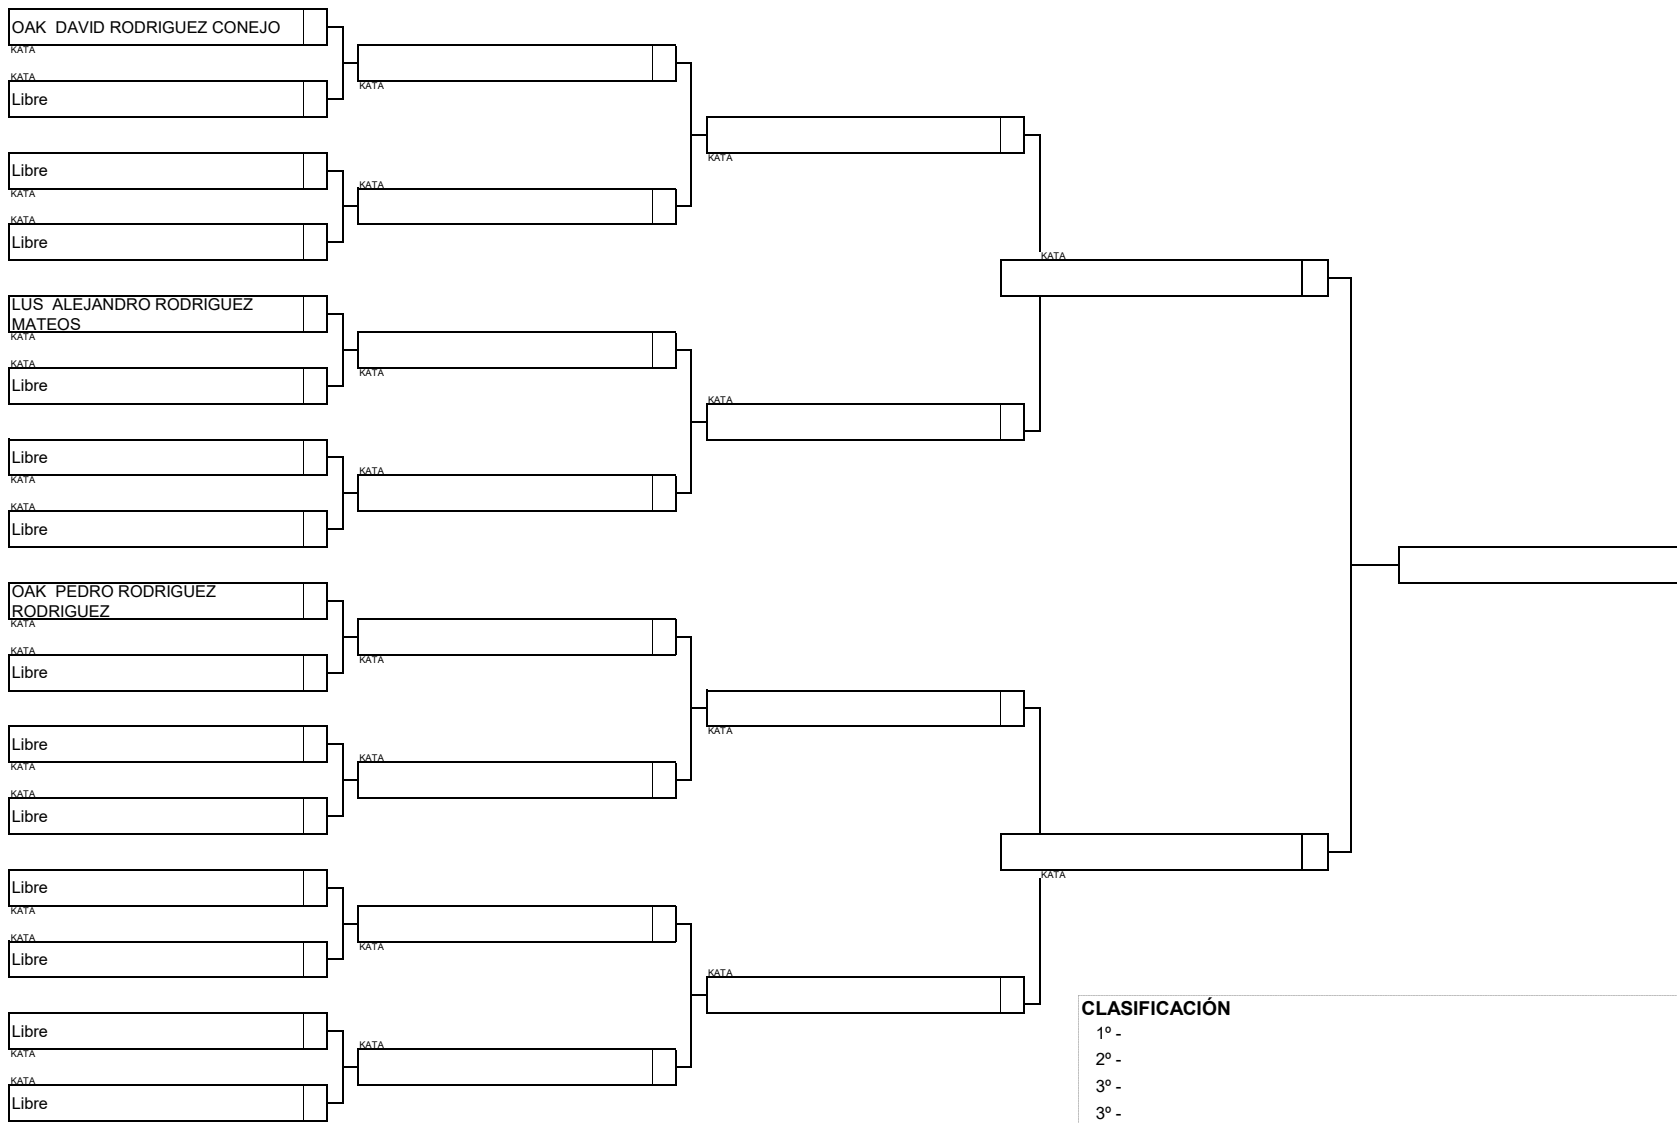 OAK  DAVID RODRIGUEZ CONEJO
KATA
KATA
Libre
Libre
KATA
KATA
Libre
LUS  ALEJANDRO RODRIGUEZ
MATEOS
KATA
KATA
Libre
Libre
KATA
KATA
Libre
OAK  PEDRO RODRIGUEZ
RODRIGUEZ
KATA
KATA
Libre
Libre
KATA
KATA
Libre
Libre
KATA
KATA
Libre
Libre
KATA
KATA
Libre
KATA
KATA
KATA
KATA
KATA
KATA
KATA
KATA
KATA
KATA
KATA
KATA
KATA
KATA
CLASIFICACIÓN
1º -
2º -
3º -
3º -